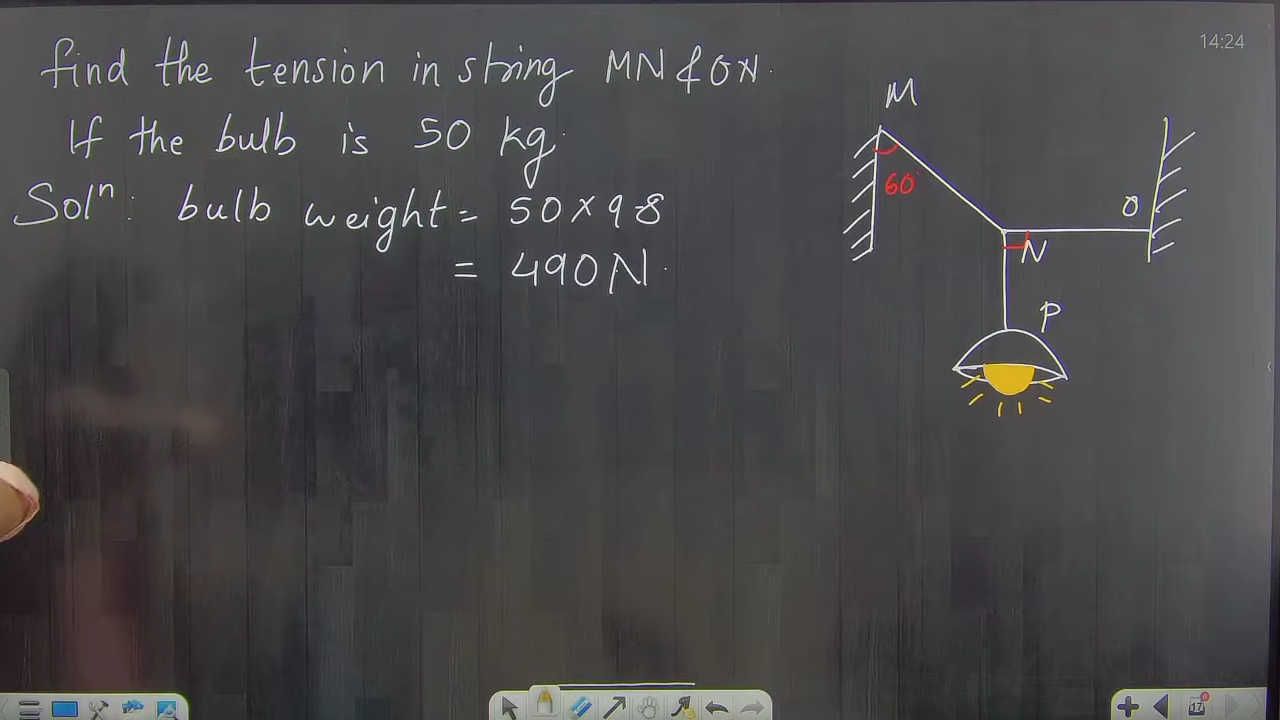 find the tension in string MN & ON.
If the bulb is 50 kg.
Solⁿ: bulb weight = 50 × 9.8
= 490 N.
14:24
M
60°
O
N
P
17